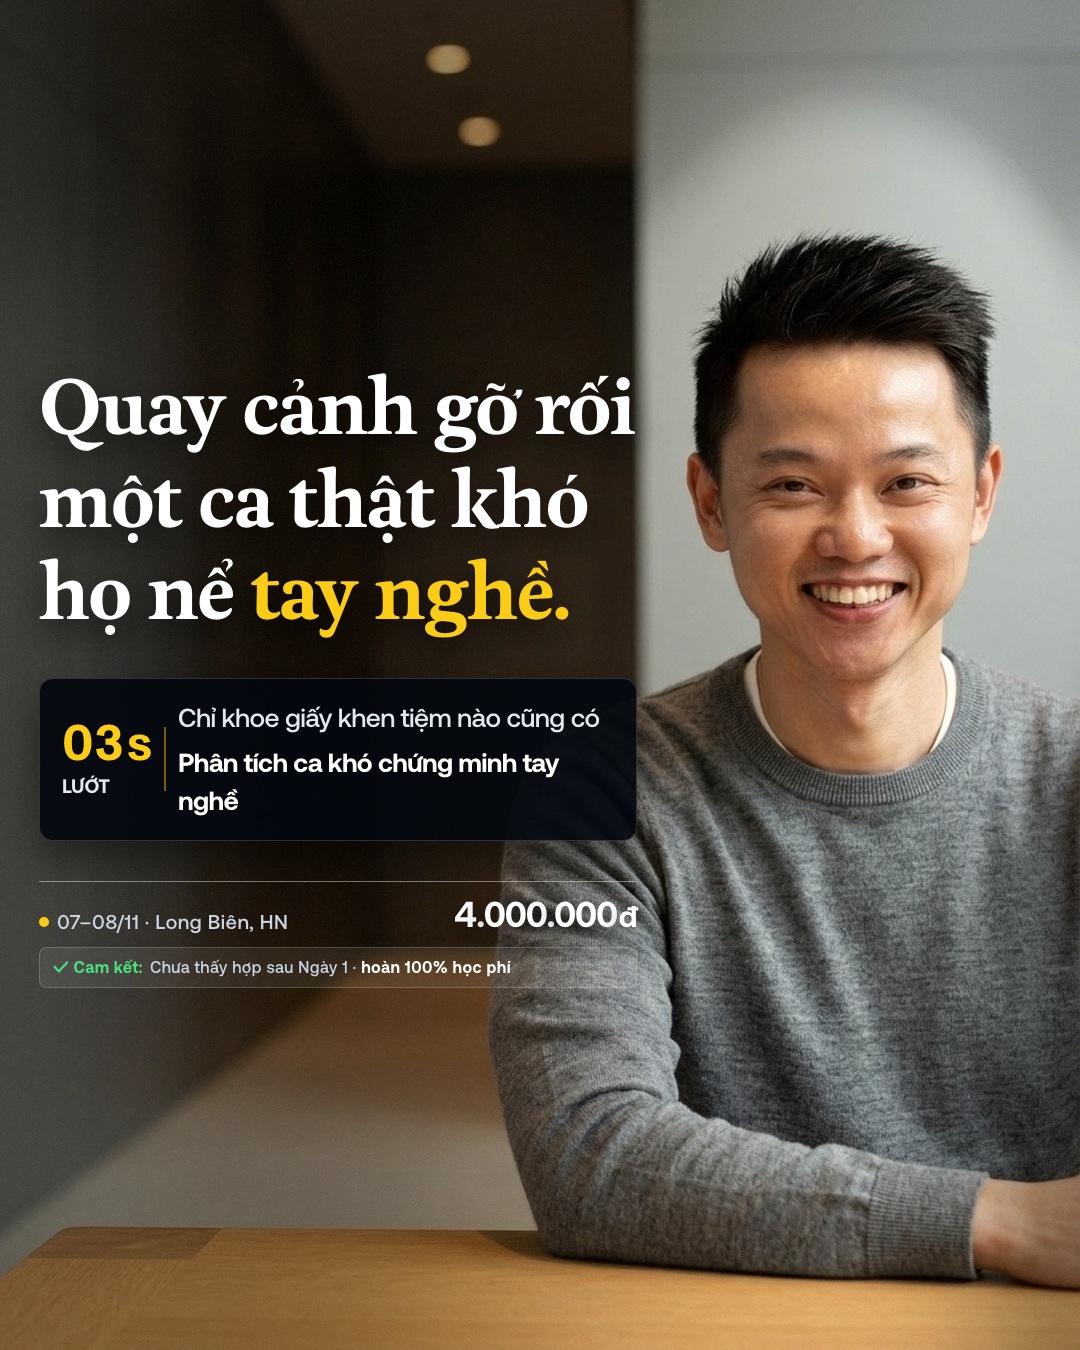 Quay cảnh gỡ rối
một ca thật khó
họ nể tay nghề.
03s
LƯỚT
Chỉ khoe giấy khen tiệm nào cũng có
Phân tích ca khó chứng minh tay
nghề
07–08/11 · Long Biên, HN
4.000.000đ
Cam kết: Chưa thấy hợp sau Ngày 1 · hoàn 100% học phí